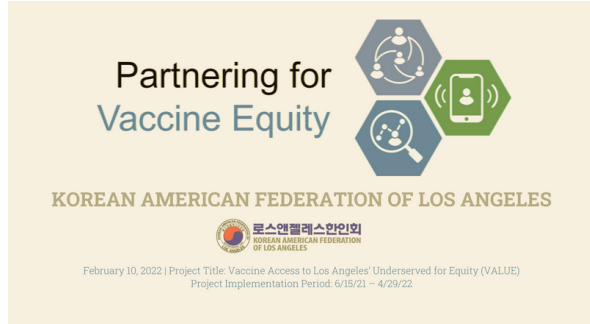 Partnering for
Vaccine Equity
KOREAN AMERICAN FEDERATION OF LOS ANGELES
로스앤젤레스한인회
KOREAN AMERICAN FEDERATION
OF LOS ANGELES
February 10, 2022 | Project Title: Vaccine Access to Los Angeles' Underserved for Equity (VALUE)
Project Implementation Period: 6/15/21 – 4/29/22